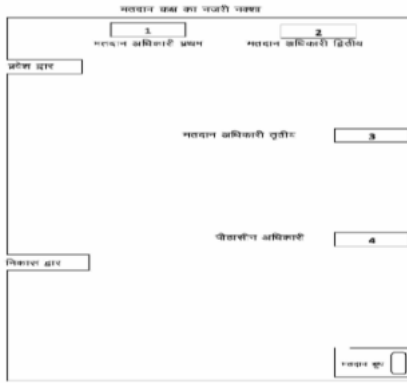 मतदान कक्ष का नजरी नक्शा
1
2
मतदान अधिकारी प्रथम
मतदान अधिकारी द्वितीय
प्रवेश द्वार
मतदान अधिकारी तृतीय
3
पीठासीन अधिकारी
4
निकास द्वार
मतदान बूथ